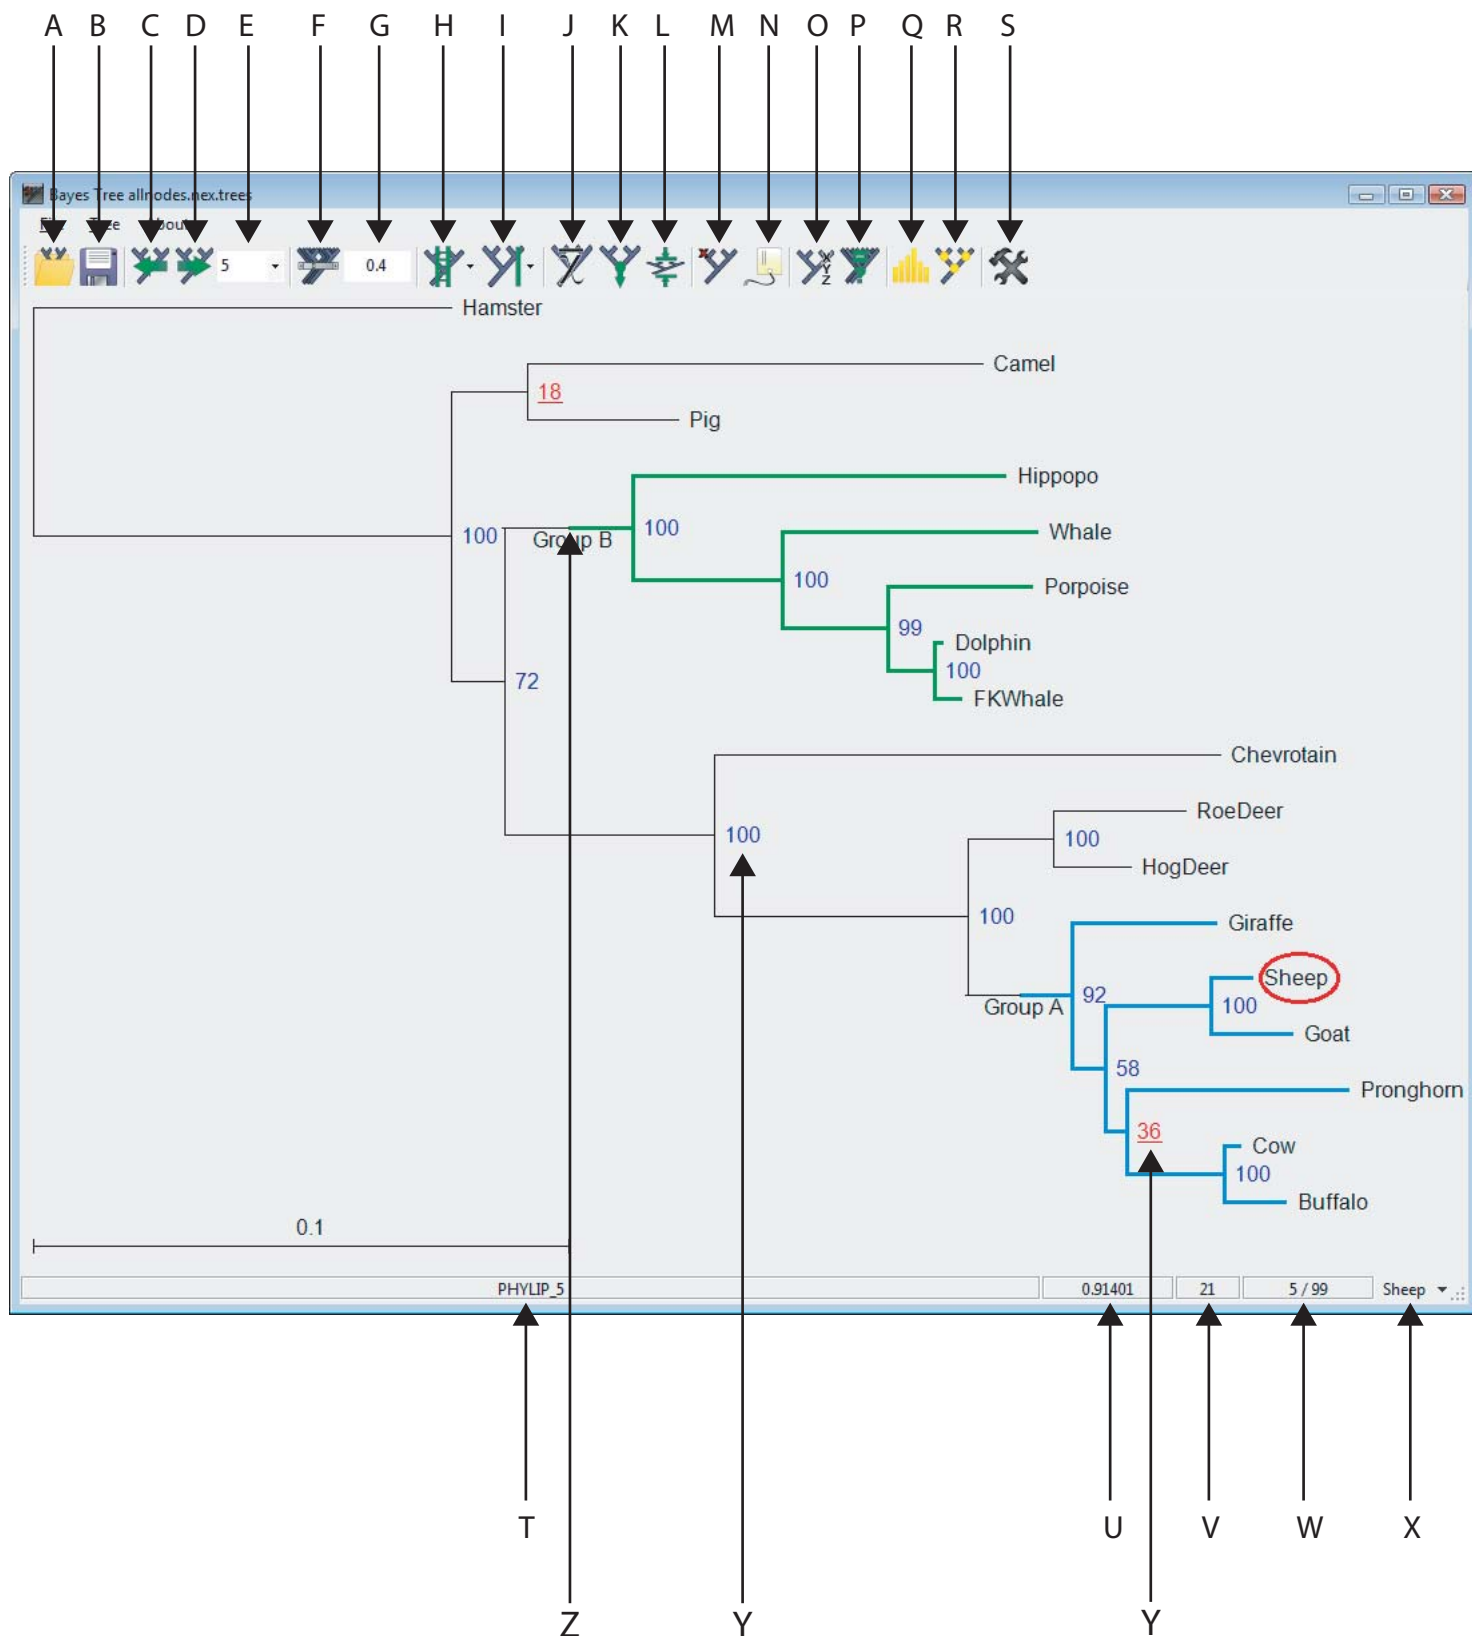 A B C D E F G H I J K L M N O P Q R S
Bayes Tree allnodes.nex.trees
5
0.4
X
Y
Z
Hamster
Camel
18
Pig
Hippopo
100
Group B
100
Whale
100
Porpoise
99
Dolphin
100
FKWhale
72
Chevrotain
RoeDeer
100
100
HogDeer
100
Giraffe
Sheep
92
100
Group A
Goat
58
Pronghorn
36
Cow
100
Buffalo
0.1
PHYLIP_5 0.91401 21 5 / 99 Sheep
T U V W X
Z Y Y